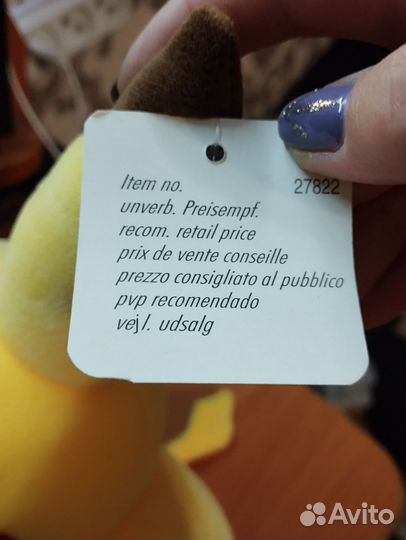 Item no. 27822
unverb. Preisempf.
recom. retail price
prix de vente conseille
prezzo consigliato al pubblico
pvp recomendado
vejl. udsalg
Avito